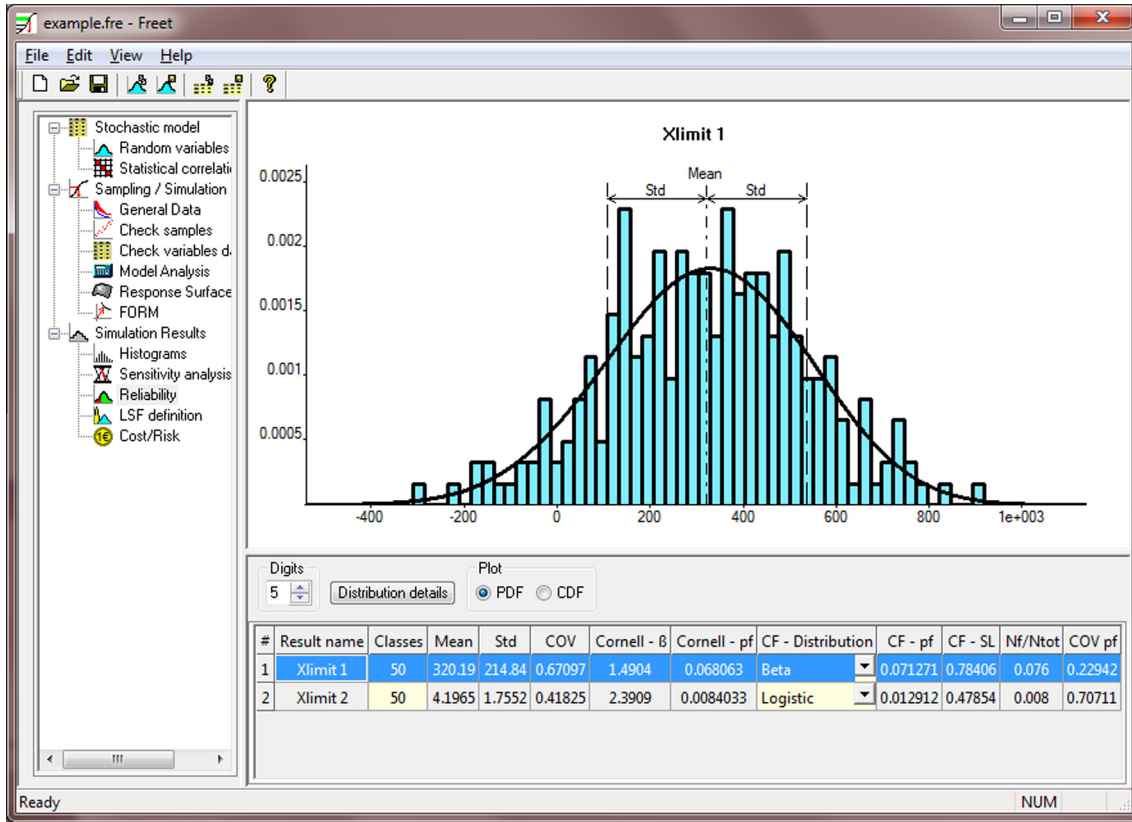 example.fre - Freet
File Edit View Help
Stochastic model
Random variables
Statistical correlati
Sampling / Simulation
General Data
Check samples
Check variables d
Model Analysis
Response Surface
FORM
Simulation Results
Histograms
Sensitivity analysis
Reliability
LSF definition
1€ Cost/Risk
Xlimit 1
Mean
Std Std
0.0025
0.002
0.0015
0.001
0.0005
-400 -200 0 200 400 600 800 1e+003
Digits Plot
5 Distribution details PDF CDF
# Result name Classes Mean Std COV Cornell - ß Cornell - pf CF - Distribution CF - pf CF - SL Nf/Ntot COV pf
1 Xlimit 1 50 320.19 214.84 0.67097 1.4904 0.068063 Beta 0.071271 0.78406 0.076 0.22942
2 Xlimit 2 50 4.1965 1.7552 0.41825 2.3909 0.0084033 Logistic 0.012912 0.47854 0.008 0.70711
Ready NUM